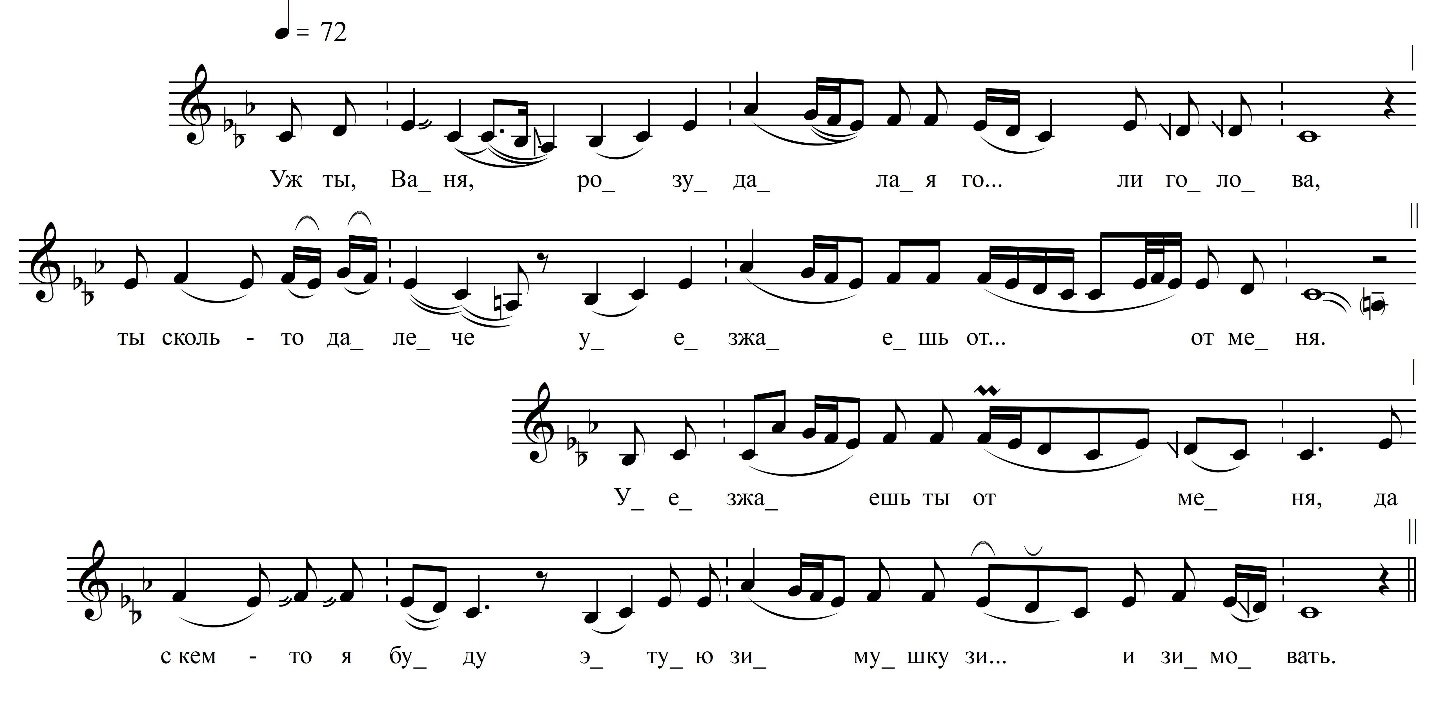 = 72
Уж ты, Ва_ ня, ро_ зу_ да_ ла_ я го... ли го_ ло_ ва,
ты сколь - то да_ ле_ че у_ е_ зжа_ е_ шь от... от ме_ ня.
У_ е_ зжа_ ешь ты от ме_ ня, да
с кем - то я бу_ ду э_ ту_ ю зи_ му_ шку зи... и зи_ мо_ вать.